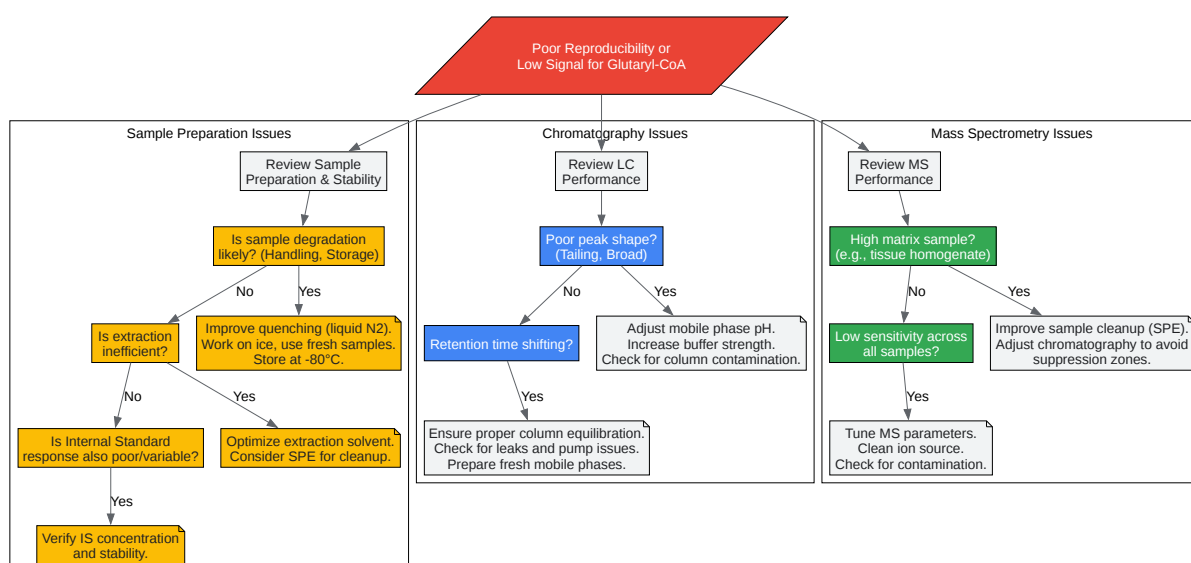 Poor Reproducibility or
Low Signal for Glutaryl-CoA
Sample Preparation Issues
Review Sample
Preparation & Stability
Is sample degradation
likely? (Handling, Storage)
No
Yes
Is extraction
inefficient?
Improve quenching (liquid N2).
Work on ice, use fresh samples.
Store at -80°C.
No
Yes
Is Internal Standard
response also poor/variable?
Optimize extraction solvent.
Consider SPE for cleanup.
Yes
Verify IS concentration
and stability.
Chromatography Issues
Review LC
Performance
Poor peak shape?
(Tailing, Broad)
No
Yes
Retention time shifting?
Adjust mobile phase pH.
Increase buffer strength.
Check for column contamination.
Yes
Ensure proper column equilibration.
Check for leaks and pump issues.
Prepare fresh mobile phases.
Mass Spectrometry Issues
Review MS
Performance
High matrix sample?
(e.g., tissue homogenate)
No
Yes
Low sensitivity across
all samples?
Improve sample cleanup (SPE).
Adjust chromatography to avoid
suppression zones.
Yes
Tune MS parameters.
Clean ion source.
Check for contamination.